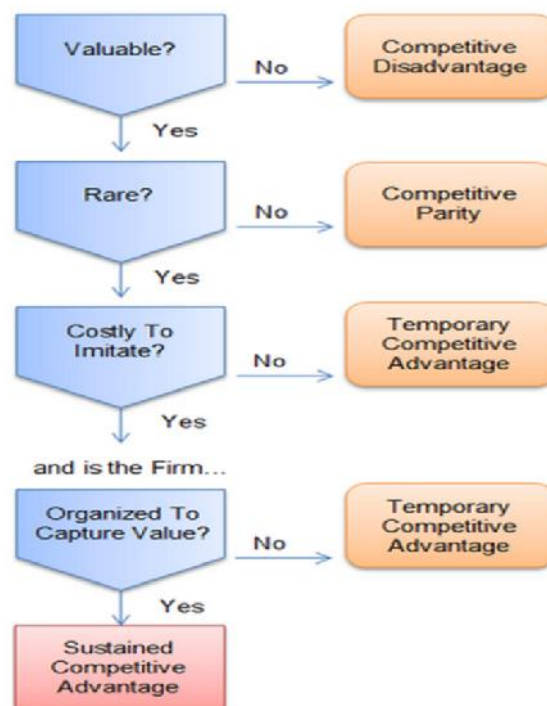 Valuable?
No
Competitive
Disadvantage
Yes
Rare?
No
Competitive
Parity
Yes
Costly To
Imitate?
No
Temporary
Competitive
Advantage
Yes
and is the Firm...
Organized To
Capture Value?
No
Temporary
Competitive
Advantage
Yes
Sustained
Competitive
Advantage